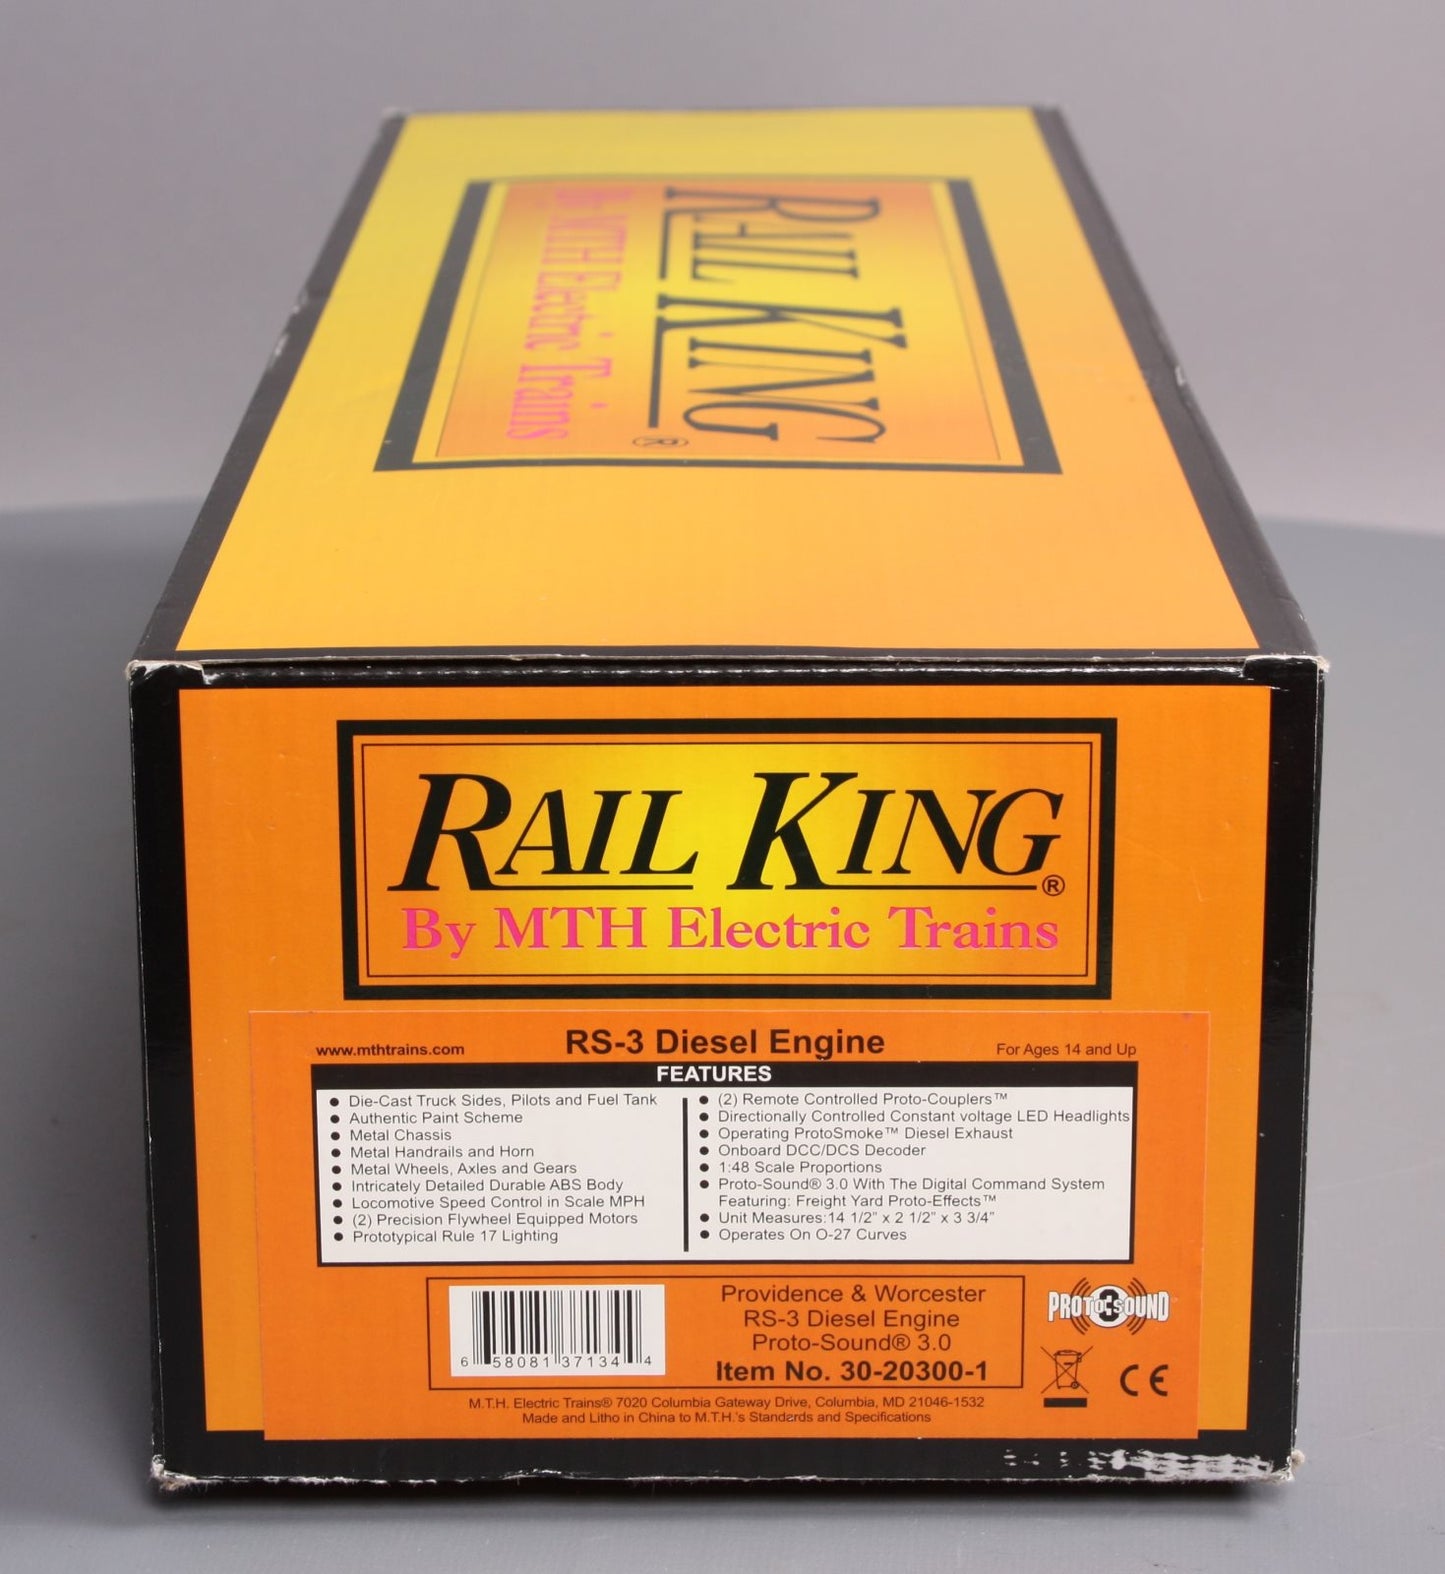 RAIL KING®
By MTH Electric Trains
RAIL KING®
By MTH Electric Trains
www.mthtrains.com
RS-3 Diesel Engine
For Ages 14 and Up
FEATURES
• Die-Cast Truck Sides, Pilots and Fuel Tank
• Authentic Paint Scheme
• Metal Chassis
• Metal Handrails and Horn
• Metal Wheels, Axles and Gears
• Intricately Detailed Durable ABS Body
• Locomotive Speed Control in Scale MPH
• (2) Precision Flywheel Equipped Motors
• Prototypical Rule 17 Lighting
• (2) Remote Controlled Proto-Couplers™
• Directionally Controlled Constant voltage LED Headlights
• Operating ProtoSmoke™ Diesel Exhaust
• Onboard DCC/DCS Decoder
• 1:48 Scale Proportions
• Proto-Sound® 3.0 With The Digital Command System
Featuring: Freight Yard Proto-Effects™
• Unit Measures:14 1/2" x 2 1/2" x 3 3/4"
• Operates On O-27 Curves
6 58081 37134 4
Providence & Worcester
RS-3 Diesel Engine
Proto-Sound® 3.0
Item No. 30-20300-1
PROTO 3 SOUND
CE
M.T.H. Electric Trains® 7020 Columbia Gateway Drive, Columbia, MD 21046-1532
Made and Litho in China to M.T.H.'s Standards and Specifications